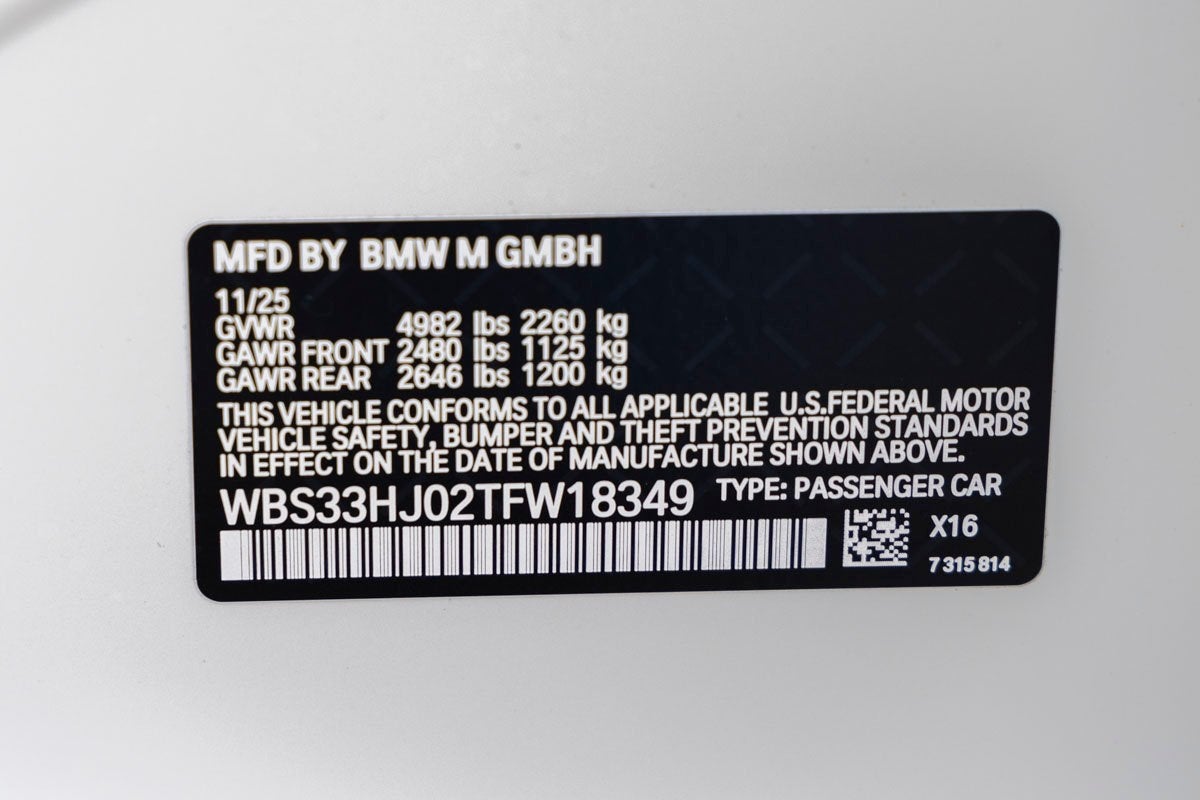 MFD BY BMW M GMBH
11/25
GVWR 4982 lbs 2260 kg
GAWR FRONT 2480 lbs 1125 kg
GAWR REAR 2646 lbs 1200 kg
THIS VEHICLE CONFORMS TO ALL APPLICABLE U.S.FEDERAL MOTOR
VEHICLE SAFETY, BUMPER AND THEFT PREVENTION STANDARDS
IN EFFECT ON THE DATE OF MANUFACTURE SHOWN ABOVE.
WBS33HJ02TFW18349 TYPE: PASSENGER CAR
X16
7 315 814